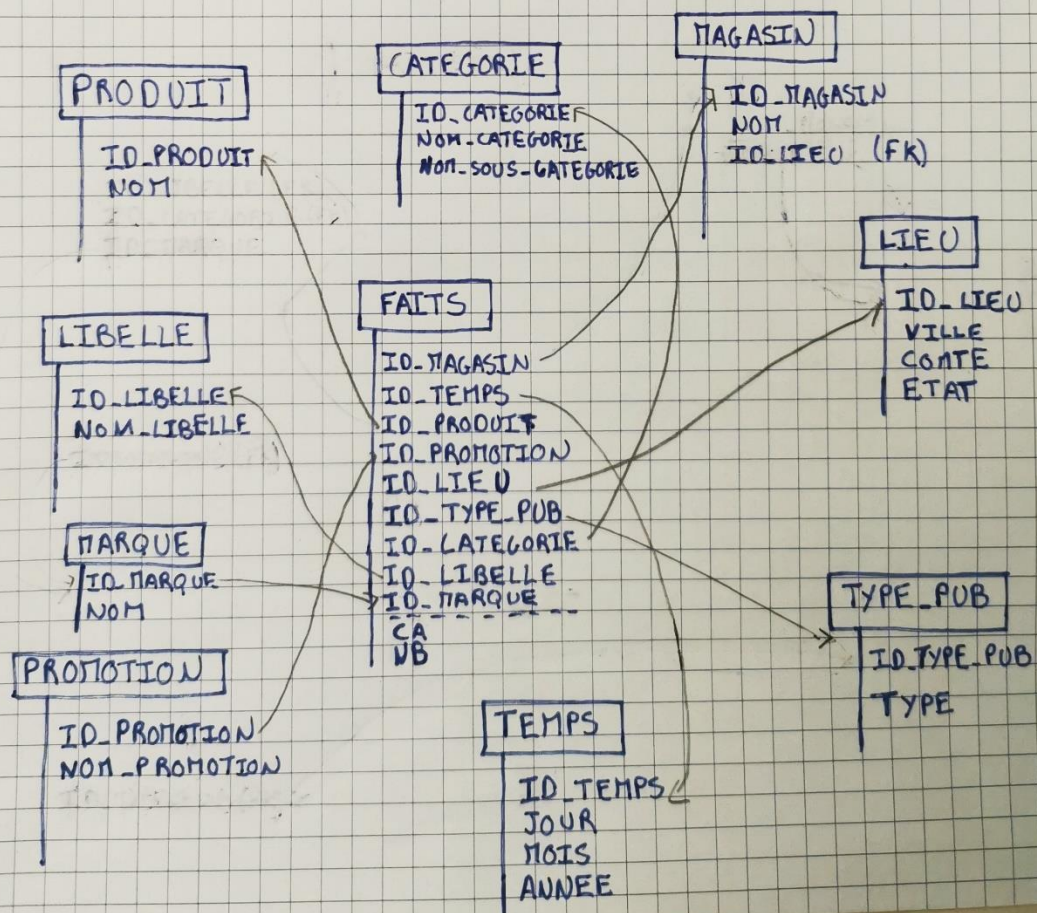 PRODUIT
ID_PRODUIT
NOM
CATEGORIE
ID_CATEGORIE
NOM_CATEGORIE
NOM_SOUS_CATEGORIE
MAGASIN
ID_MAGASIN
NOM
ID_LIEU (FK)
LIEU
ID_LIEU
VILLE
COMTE
ETAT
LIBELLE
ID_LIBELLE
NOM_LIBELLE
FAITS
ID_MAGASIN
ID_TEMPS
ID_PRODUIT
ID_PROMOTION
ID_LIEU
ID_TYPE_PUB
ID_CATEGORIE
ID_LIBELLE
ID_MARQUE
CA
NB
MARQUE
ID_MARQUE
NOM
PROMOTION
ID_PROMOTION
NOM_PROMOTION
TEMPS
ID_TEMPS
JOUR
MOIS
ANNEE
TYPE_PUB
ID_TYPE_PUB
TYPE